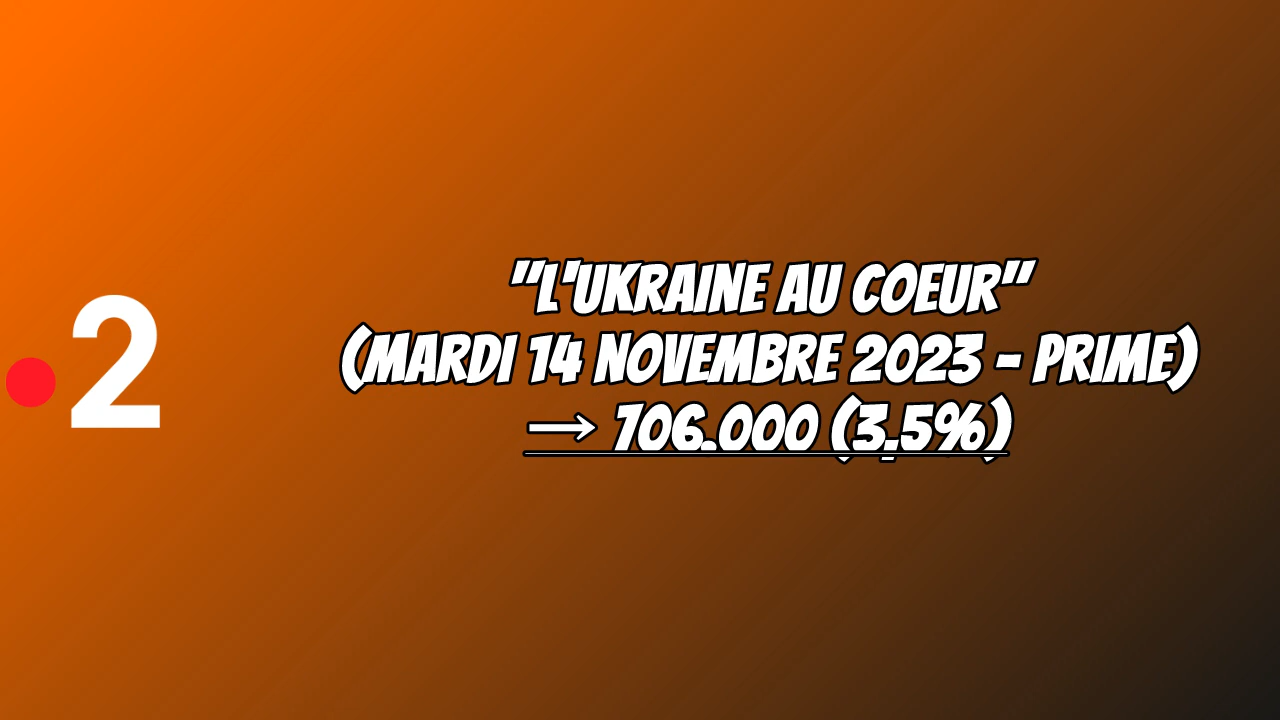 2
"L'UKRAINE AU COEUR"
(MARDI 14 NOVEMBRE 2023 - PRIME)
→ 706.000 (3.5%)